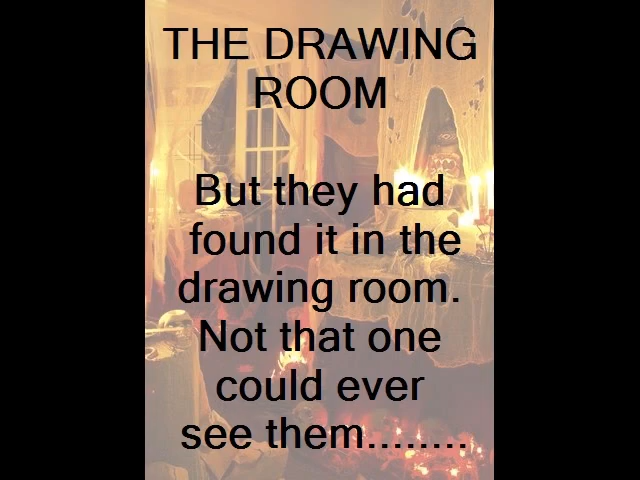 THE DRAWING
ROOM
But they had
found it in the
drawing room.
Not that one
could ever
see them........